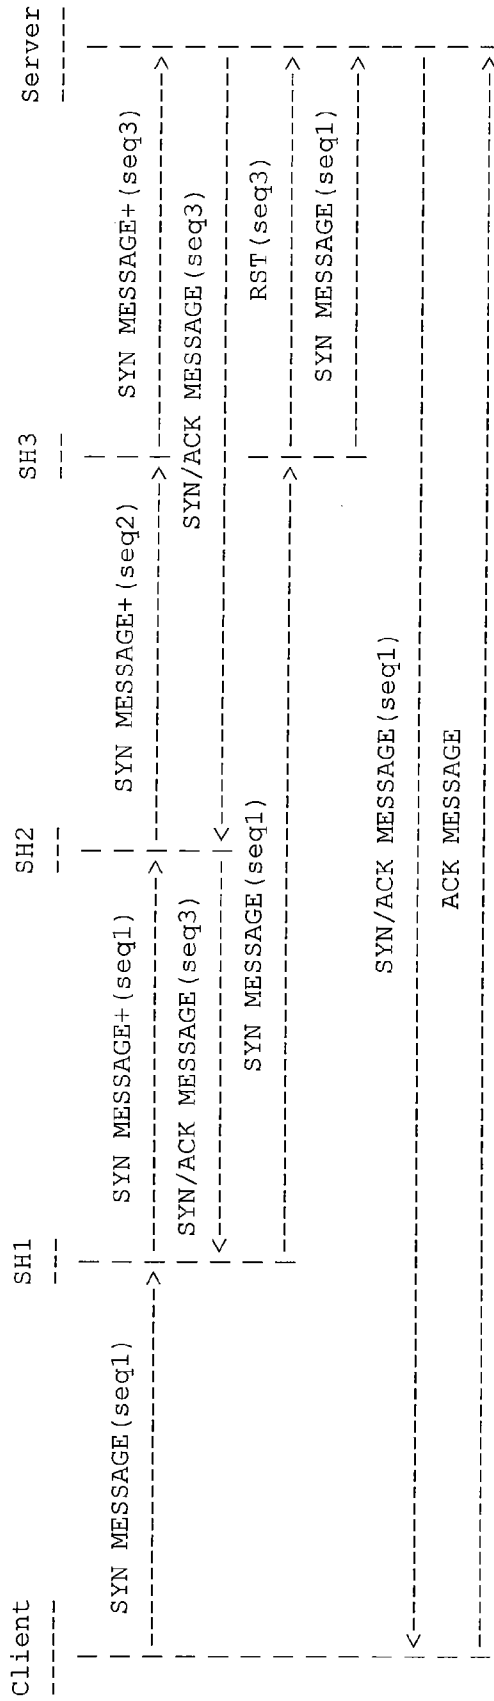 Client SH1 SH2 SH3 Server
SYN MESSAGE(seq1) SYN MESSAGE+(seq1) SYN MESSAGE+(seq2) SYN MESSAGE+(seq3)
SYN/ACK MESSAGE(seq3) SYN/ACK MESSAGE(seq3)
SYN MESSAGE(seq1) RST(seq3)
SYN MESSAGE(seq1)
SYN/ACK MESSAGE(seq1)
ACK MESSAGE